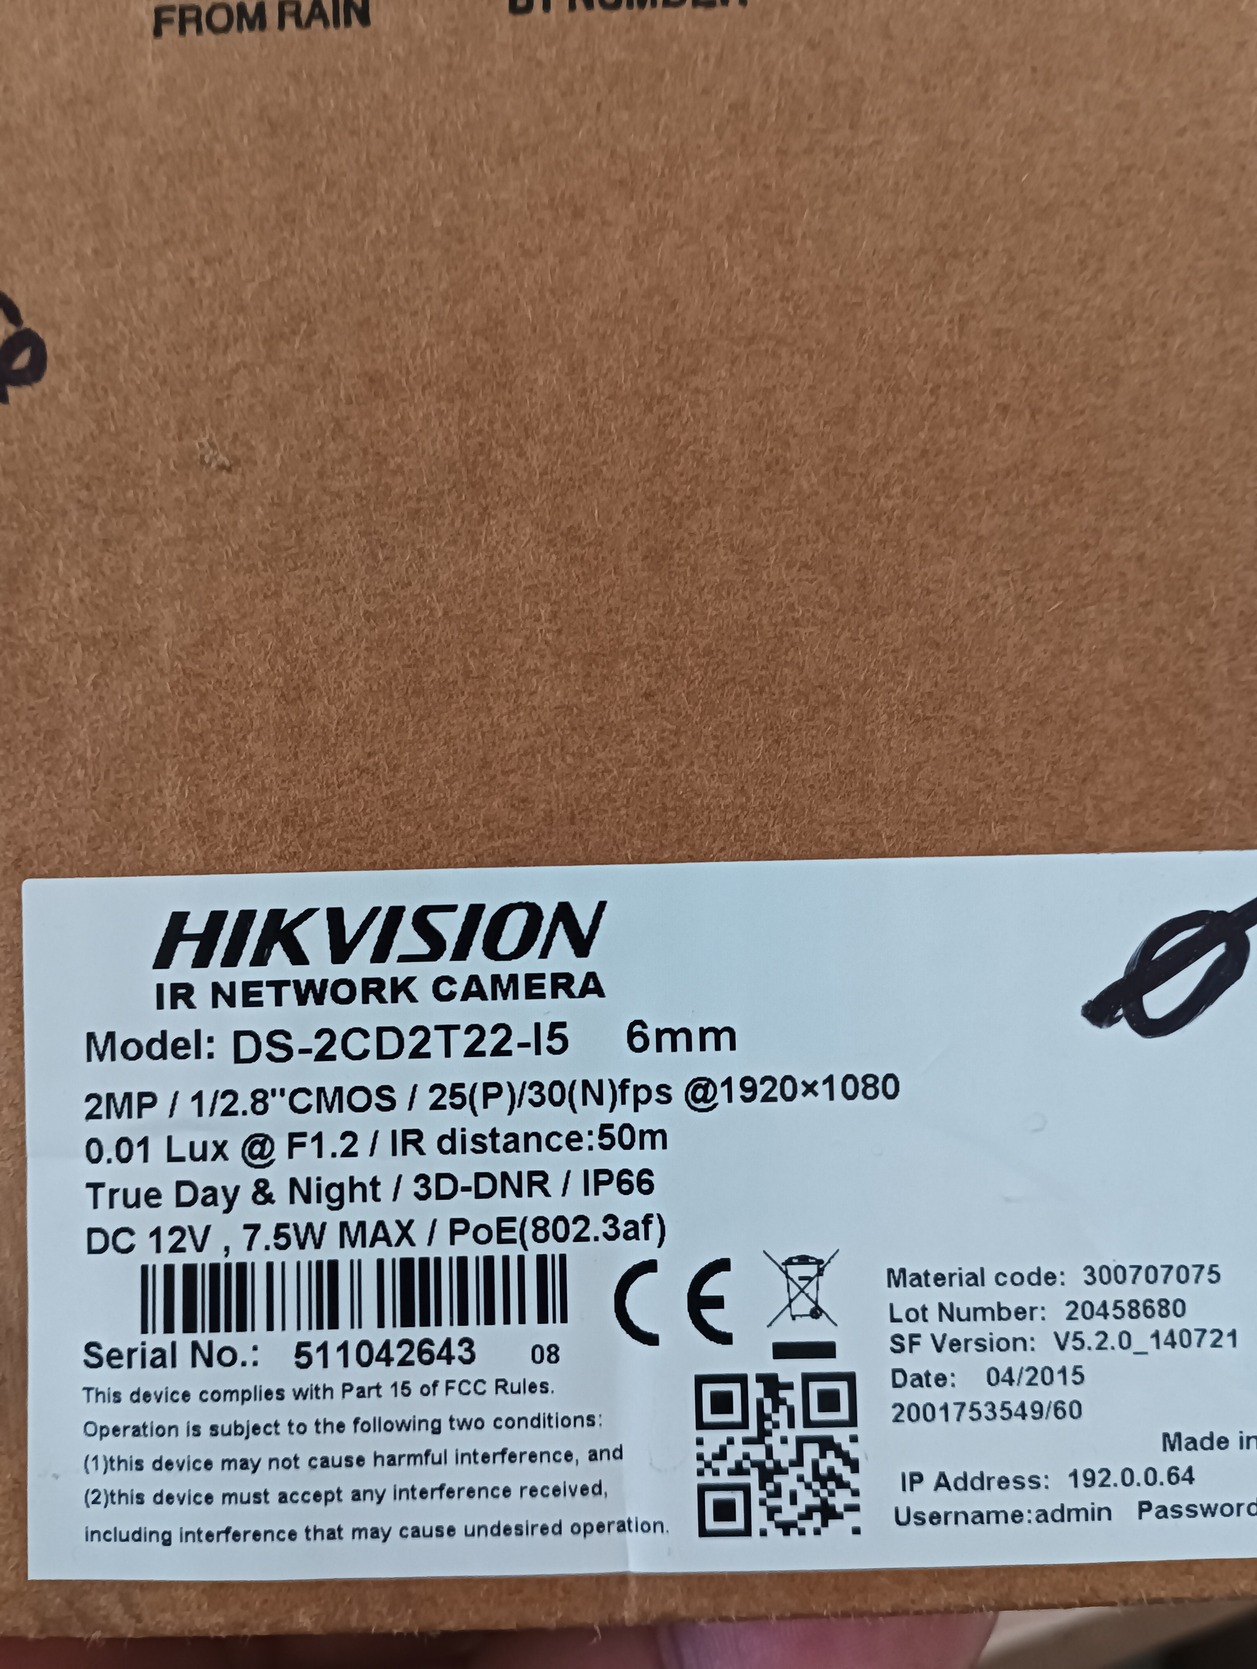 FROM RAIN
BY NUMBER
HIKVISION
IR NETWORK CAMERA
Model: DS-2CD2T22-I5 6mm
2MP / 1/2.8"CMOS / 25(P)/30(N)fps @1920×1080
0.01 Lux @ F1.2 / IR distance:50m
True Day & Night / 3D-DNR / IP66
DC 12V , 7.5W MAX / PoE(802.3af)
Serial No.: 511042643 08
This device complies with Part 15 of FCC Rules.
Operation is subject to the following two conditions:
(1)this device may not cause harmful interference, and
(2)this device must accept any interference received,
including interference that may cause undesired operation.
CE
Material code: 300707075
Lot Number: 20458680
SF Version: V5.2.0_140721
Date: 04/2015
2001753549/60
Made in
IP Address: 192.0.0.64
Username:admin Password